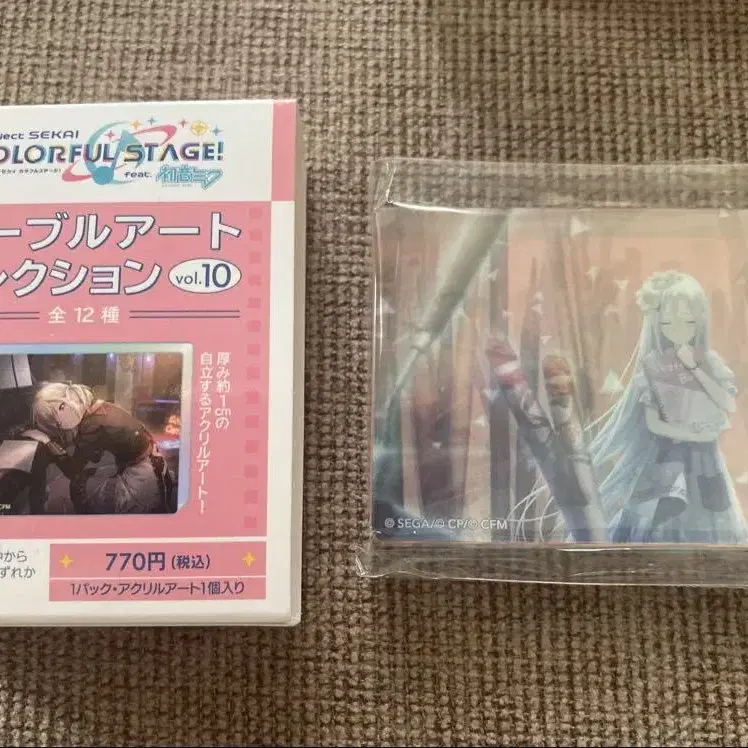 ject SEKAI
OLORFUL STAGE!
feat. 初音ミク
ーブルアート
レクション vol.10
全12種
厚み約1cmの
自立するアクリルアート!
CFM
中から
ずれか
770円(税込)
1パック・アクリルアート1個入り
© SEGA/© CP/© CFM